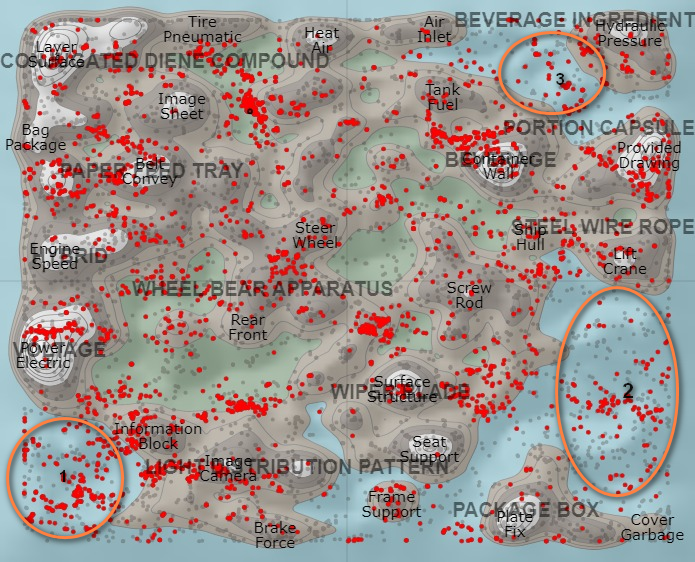 BEVERAGE INGREDIENT
Tire
Pneumatic
Heat
Air
Air
Inlet
Hydraulic
Pressure
Layer
Surface
DIENE COMPOUND
3
Image
Sheet
Tank
Fuel
PORTION CAPSULE
Bag
Package
Provided
Drawing
Container
Wall
Belt
Convey
TRAY
STEEL WIRE ROPE
Steer
Wheel
Ship
Hull
Engine
Speed
Lift
Crane
WHEEL BEAR APPARATUS
Screw
Rod
Rear
Front
Power
Electric
Surface
Structure
2
Information
Block
Seat
Support
1
Image
Camera
DISTRIBUTION PATTERN
Frame
Support
PACKAGE BOX
Plate
Fix
Brake
Force
Cover
Garbage